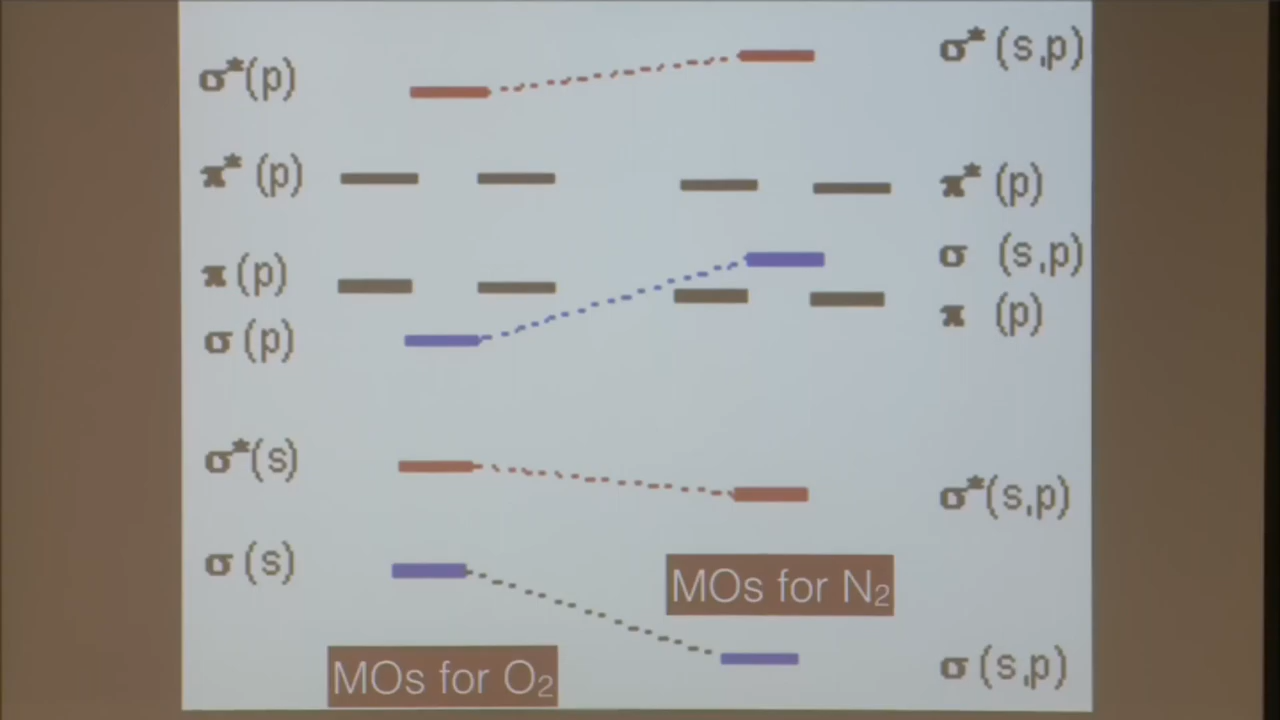 σ*(p)
π* (p)
π (p)
σ (p)
σ*(s)
σ (s)
MOs for O₂
σ* (s,p)
π* (p)
σ (s,p)
π (p)
σ*(s,p)
MOs for N₂
σ (s,p)